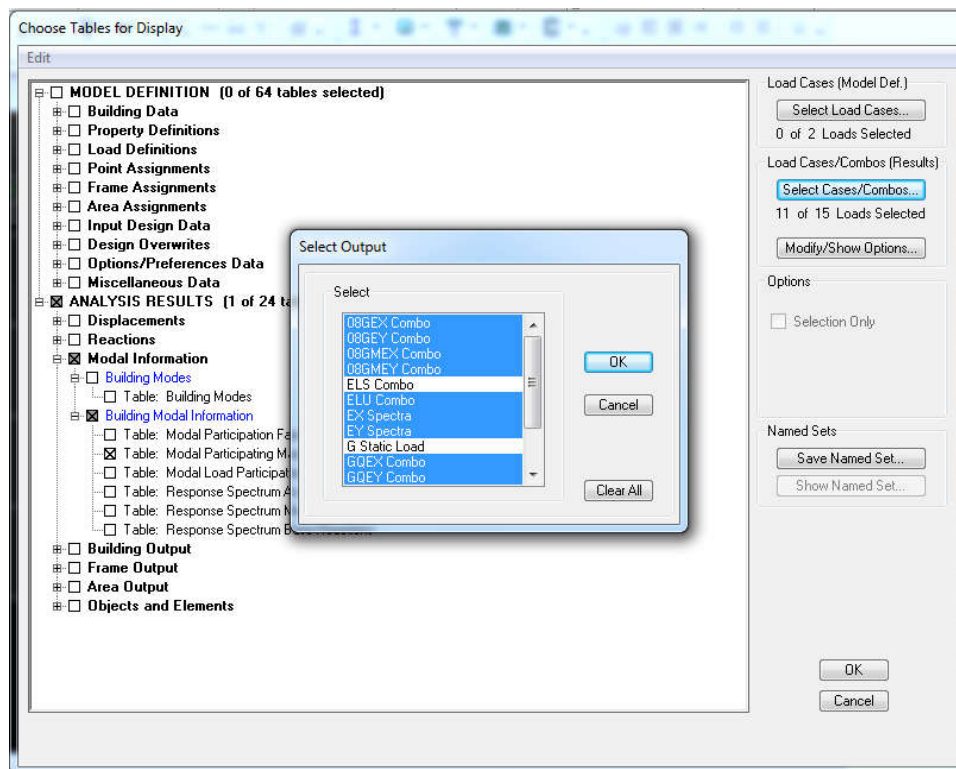 Choose Tables for Display
Edit
MODEL DEFINITION (0 of 64 tables selected)
Building Data
Property Definitions
Load Definitions
Point Assignments
Frame Assignments
Area Assignments
Input Design Data
Design Overwrites
Options/Preferences Data
Miscellaneous Data
ANALYSIS RESULTS (1 of 24
Displacements
Reactions
Modal Information
Building Modes
Table: Building Modes
Building Modal Information
Table: Modal Participation
Table: Modal Participating
Table: Modal Load
Table: Response Spectrum
Table: Response Spectrum
Table: Response Spectrum
Building Output
Frame Output
Area Output
Objects and Elements
Select Output
Select
08GEX Combo
08GEY Combo
08GMEX Combo
08GMEY Combo
ELS Combo
ELU Combo
EX Spectra
EY Spectra
G Static Load
GQEX Combo
GQEY Combo
OK
Cancel
Clear All
Load Cases (Model Def.)
Select Load Cases...
0 of 2 Loads Selected
Load Cases/Combos (Results)
Select Cases/Combos...
11 of 15 Loads Selected
Modify/Show Options...
Options
Selection Only
Named Sets
Save Named Set...
Show Named Set...
OK
Cancel